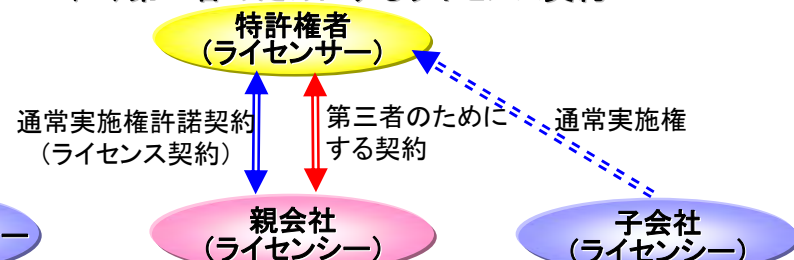 特許権者
（ライセンサー）
通常実施権許諾契約
（ライセンス契約）
第三者のために
する契約
通常実施権
ー
親会社
（ライセンシー）
子会社
（ライセンシー）